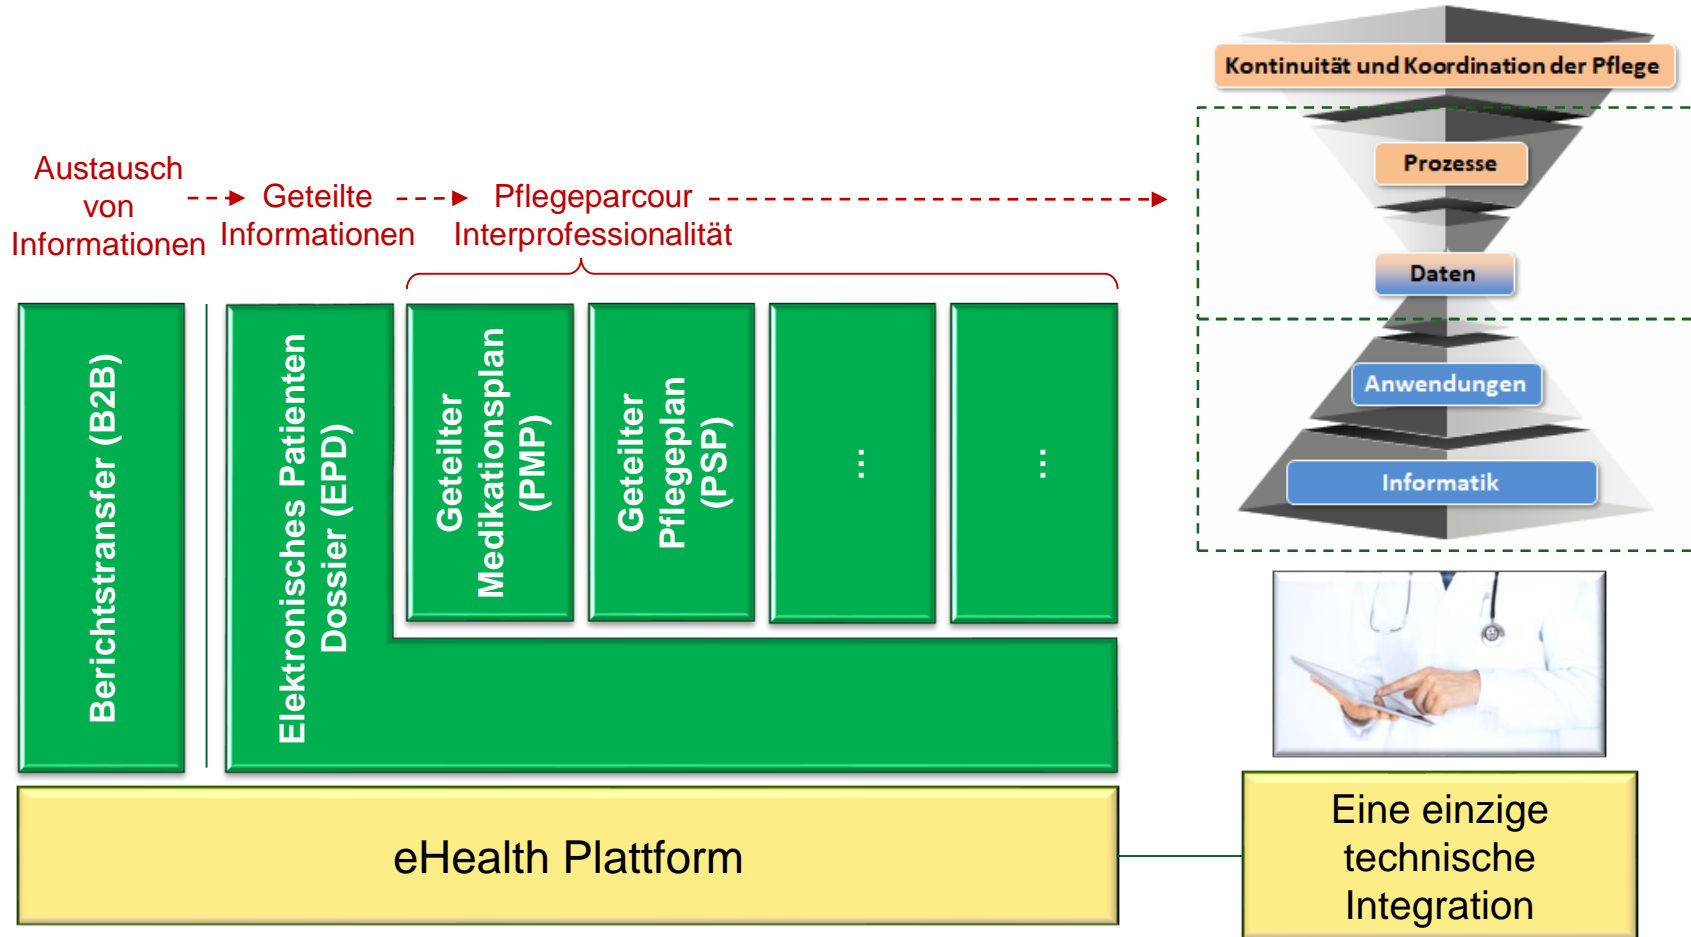 Kontinuität und Koordination der Pflege
Prozesse
Daten
Anwendungen
Informatik
Austausch
von
Informationen
Geteilte
Informationen
Pflegeparcour
Interprofessionalität
Berichtstransfer (B2B)
Elektronisches Patienten
Dossier (EPD)
Geteilter
Medikationsplan
(PMP)
Geteilter
Pflegeplan
(PSP)
...
...
eHealth Plattform
Eine einzige
technische
Integration